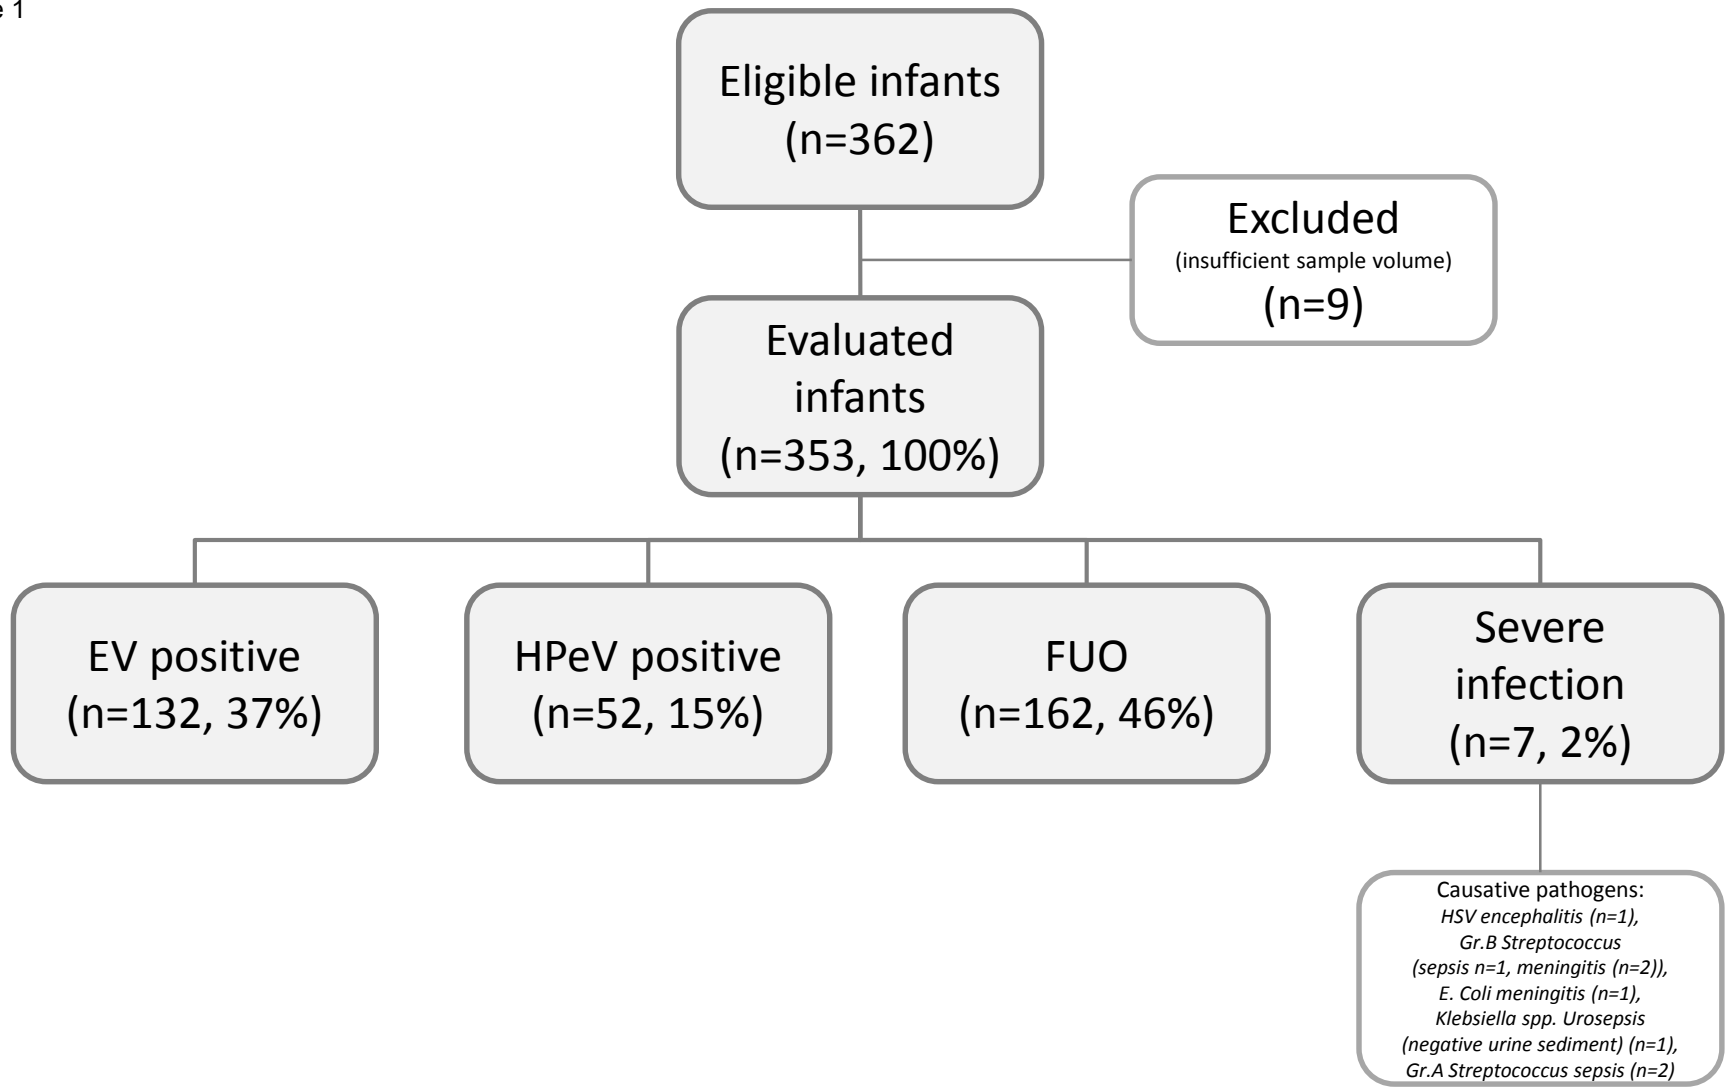 e 1
Eligible infants
(n=362)
Excluded
(insufficient sample volume)
(n=9)
Evaluated
infants
(n=353, 100%)
EV positive
(n=132, 37%)
HPeV positive
(n=52, 15%)
FUO
(n=162, 46%)
Severe
infection
(n=7, 2%)
Causative pathogens:
HSV encephalitis (n=1),
Gr.B Streptococcus
(sepsis n=1, meningitis (n=2)),
E. Coli meningitis (n=1),
Klebsiella spp. Urosepsis
(negative urine sediment) (n=1),
Gr.A Streptococcus sepsis (n=2)